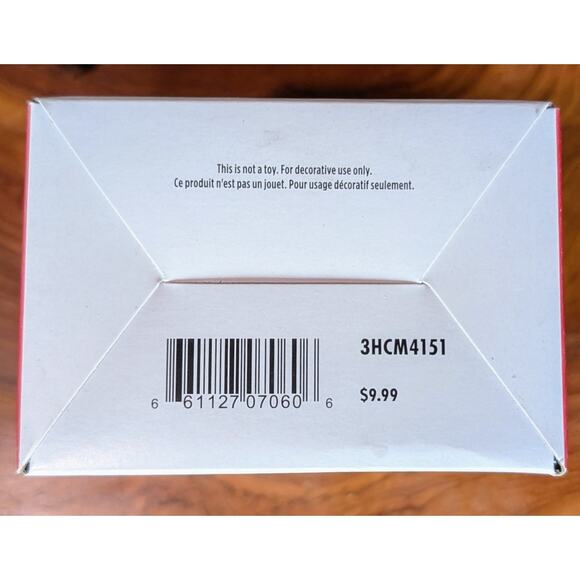 This is not a toy. For decorative use only.
Ce produit n'est pas un jouet. Pour usage décoratif seulement.
3HCM4151
$9.99
6 61127 07060 6